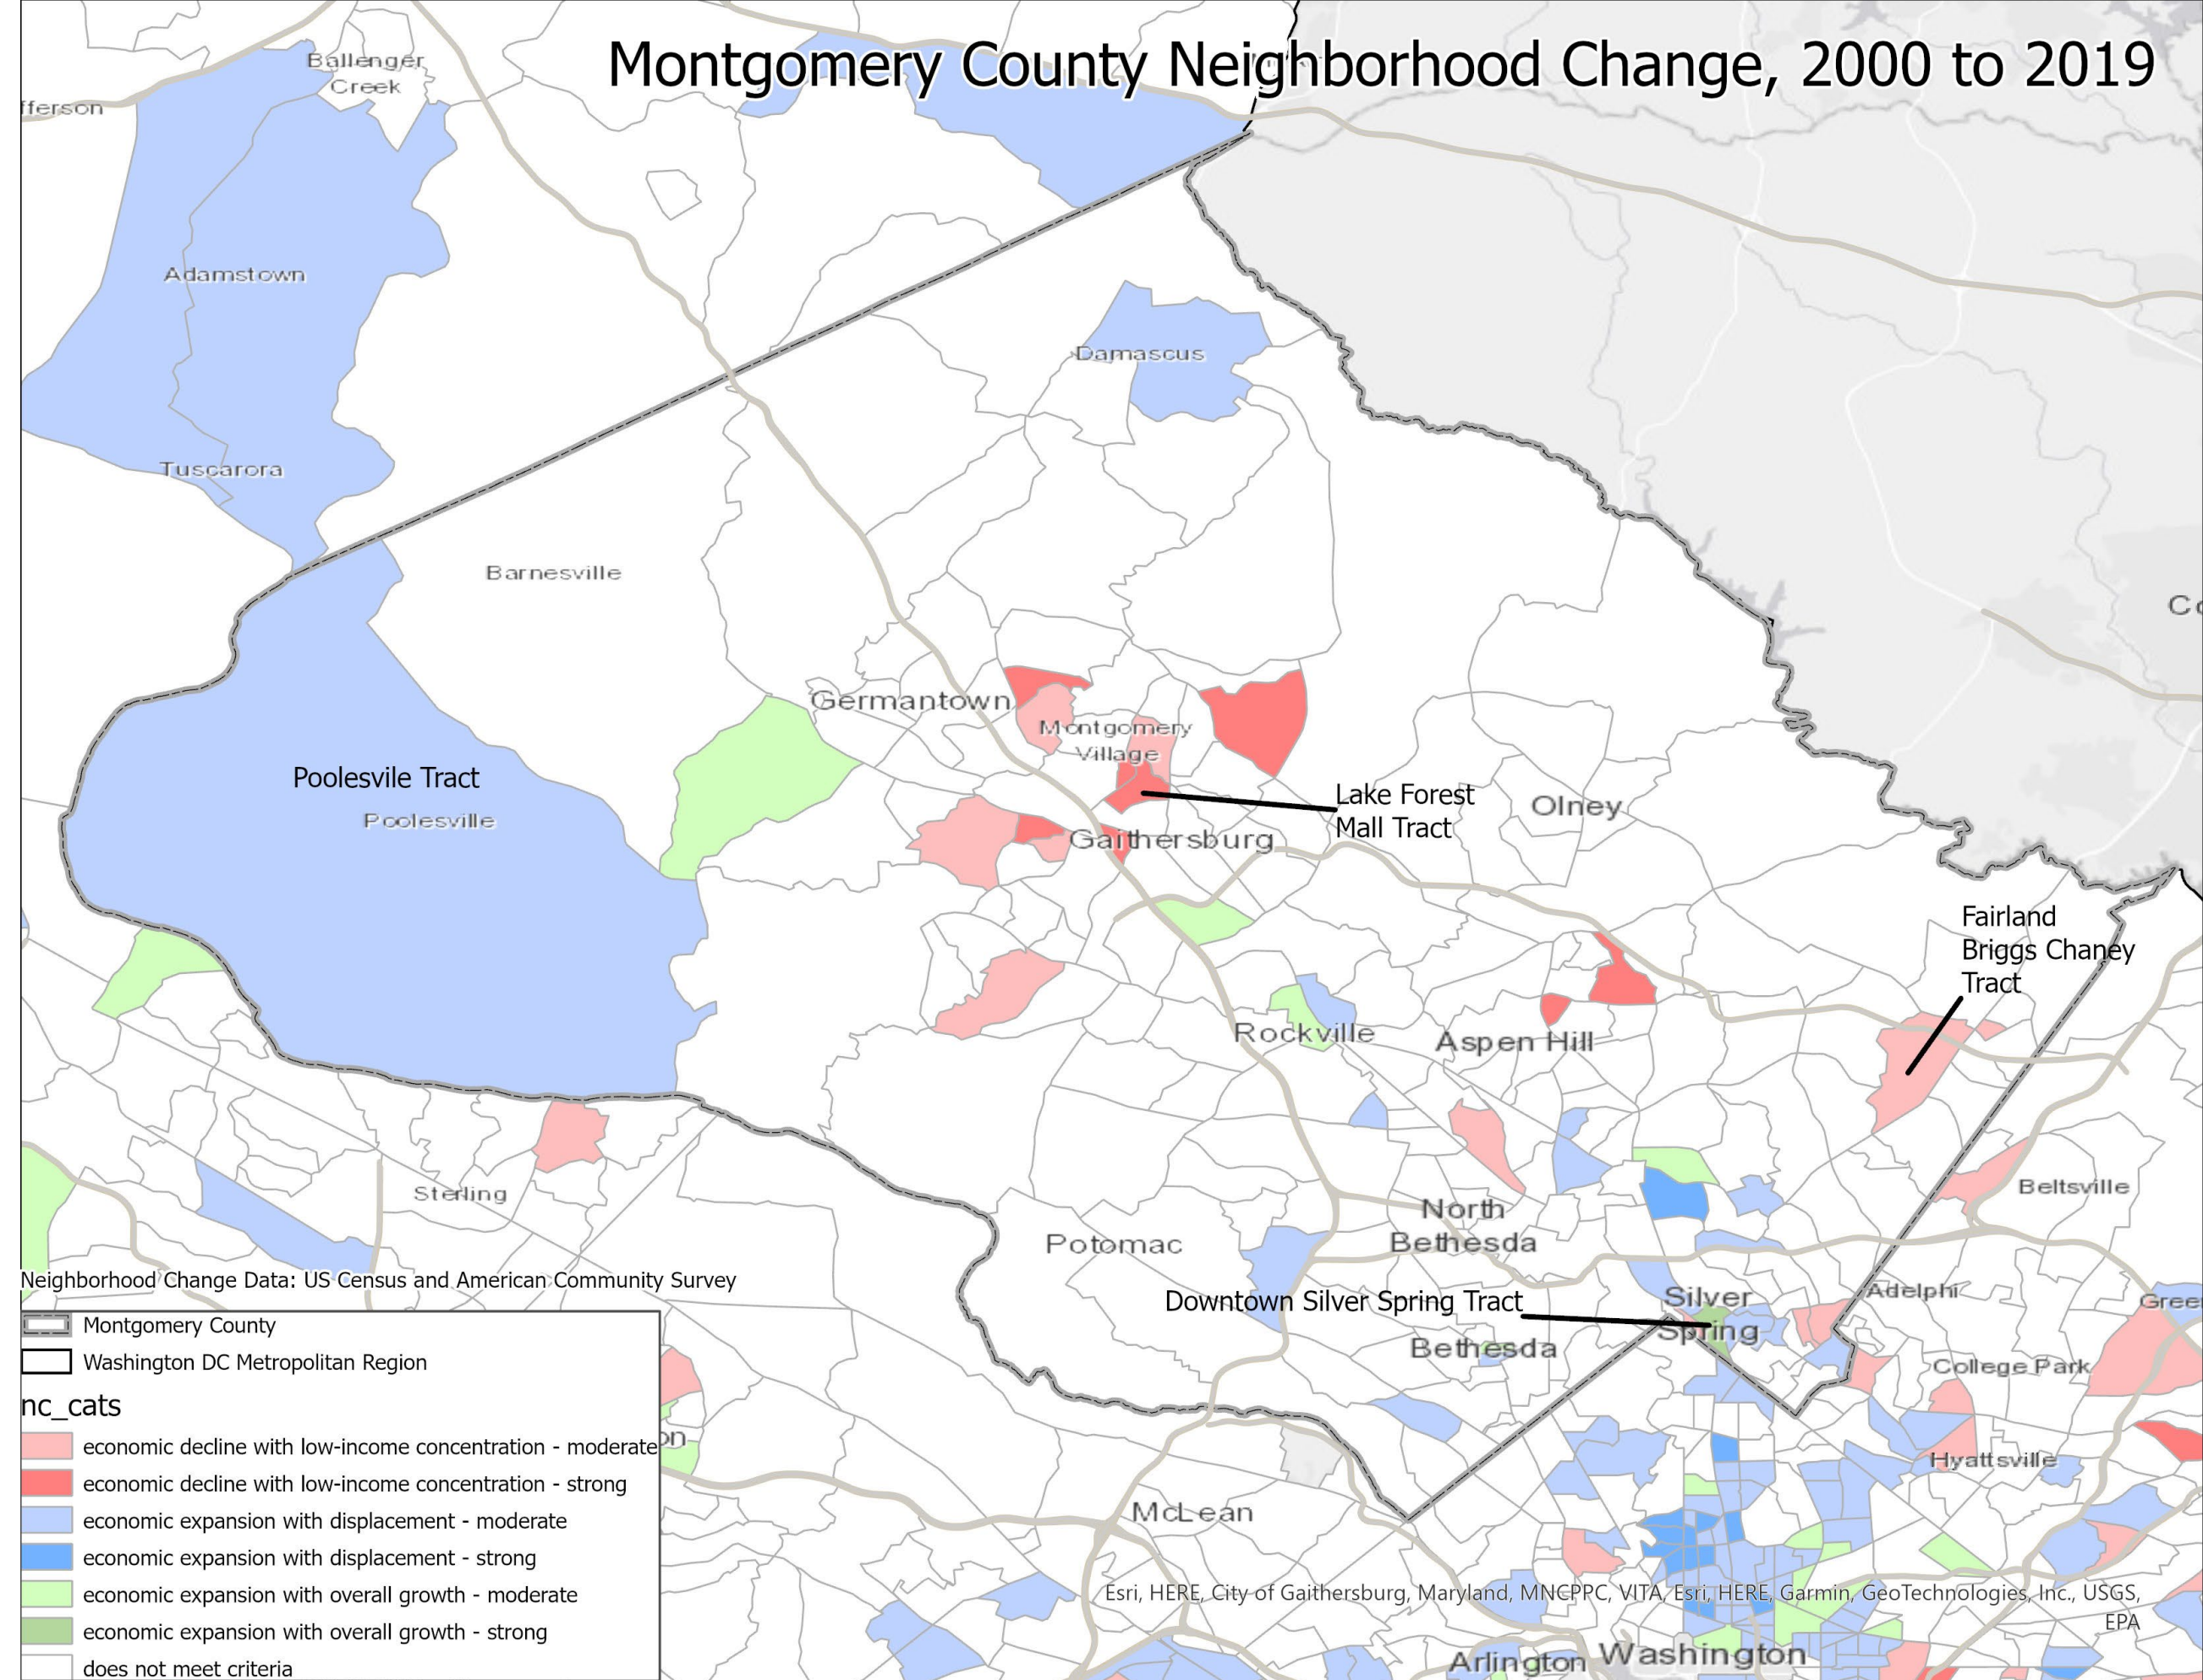 Montgomery County Neighborhood Change, 2000 to 2019
Ballenger
Creek
fferson
Adamstown
Damascus
Tuscarora
Barnesville
Germantown
Montgomery
Village
Poolesvile Tract
Poolesville
Lake Forest
Mall Tract
Olney
Gaithersburg
Fairland
Briggs Chaney
Tract
Rockville
Aspen Hill
Sterling
Beltsville
North
Bethesda
Potomac
Neighborhood Change Data: US Census and American Community Survey
Downtown Silver Spring Tract
Silver
Spring
Adelphi
Gree
Bethesda
College Park
Montgomery County
Washington DC Metropolitan Region
nc_cats
economic decline with low-income concentration - moderate
on
economic decline with low-income concentration - strong
economic expansion with displacement - moderate
economic expansion with displacement - strong
economic expansion with overall growth - moderate
economic expansion with overall growth - strong
does not meet criteria
Hyattsville
McLean
Esri, HERE, City of Gaithersburg, Maryland, MNCPPC, VITA, Esri, HERE, Garmin, GeoTechnologies, Inc., USGS,
EPA
Arlington
Washington